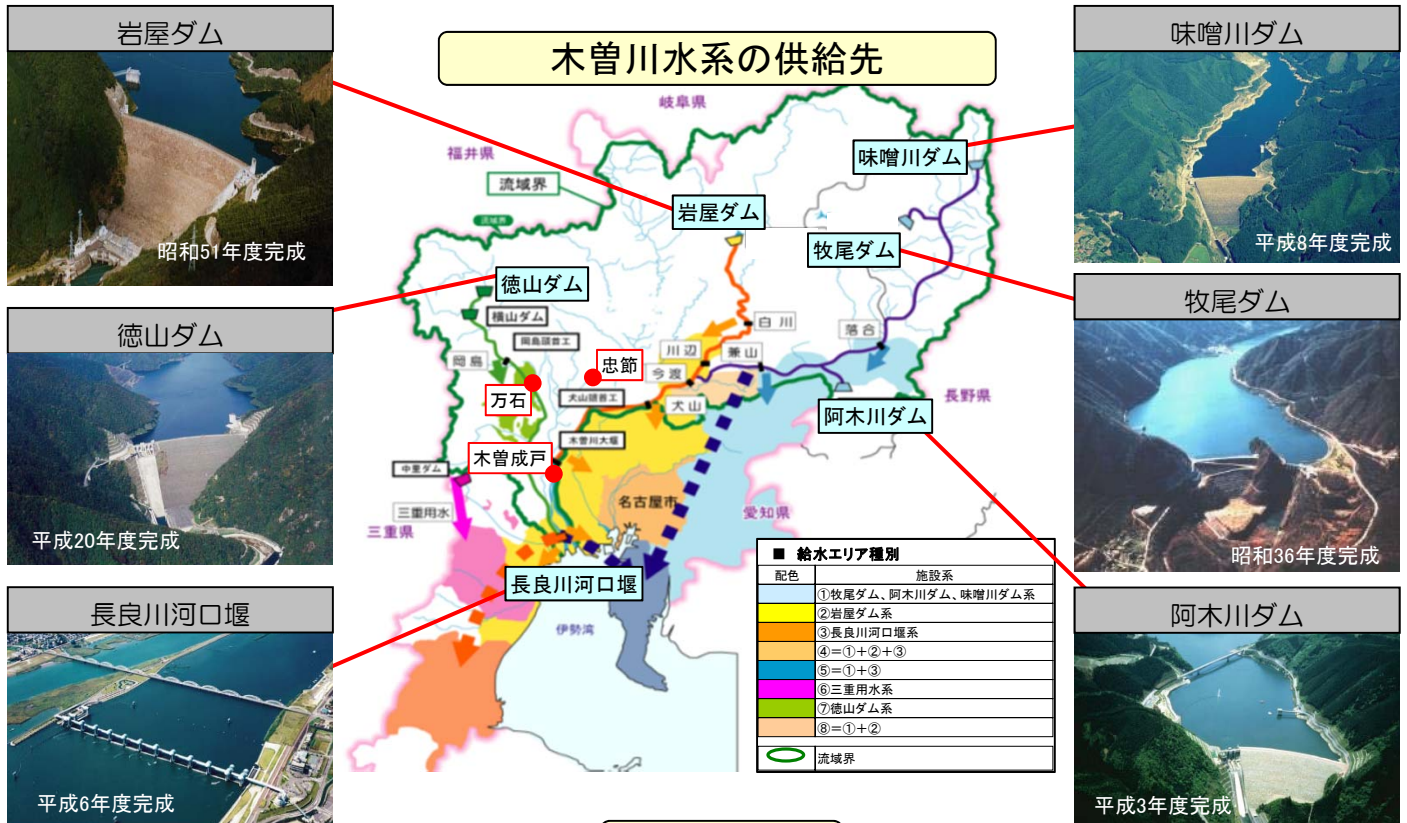 木曽川水系の供給先
岩屋ダム
昭和51年度完成
徳山ダム
平成20年度完成
長良川河口堰
平成6年度完成
味噌川ダム
平成8年度完成
牧尾ダム
昭和36年度完成
阿木川ダム
平成3年度完成
岐阜県
福井県
流域界
流域界
味噌川ダム
岩屋ダム
牧尾ダム
徳山ダム
横山ダム
岡島頭首工
白川
落合
川辺
兼山
岡島
忠節
今渡
万石
犬山頭首工
犬山
長野県
阿木川ダム
木曽川大堰
木曽成戸
中里ダム
三重用水
名古屋市
愛知県
三重県
長良川河口堰
伊勢湾
■ 給水エリア種別
配色 施設系
①牧尾ダム、阿木川ダム、味噌川ダム系
②岩屋ダム系
③長良川河口堰系
④=①+②+③
⑤=①+③
⑥三重用水系
⑦徳山ダム系
⑧=①+②
流域界